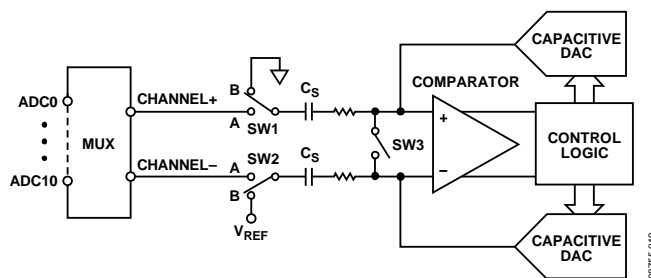 CAPACITIVE
DAC
COMPARATOR
B
CS
ADC0
CHANNEL+
A
SW1
+
MUX
SW3
CONTROL
LOGIC
CHANNEL–
A
SW2
CS
–
ADC10
B
VREF
CAPACITIVE
DAC